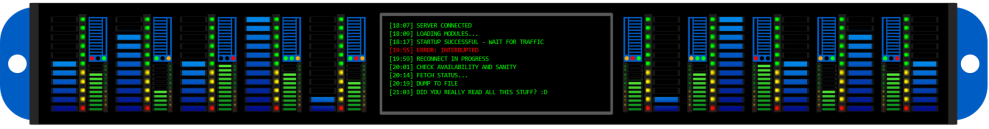 [18:07] SERVER CONNECTED
[18:09] LOADING MODULES...
[18:17] STARTUP SUCCESSFUL - WAIT FOR TRAFFIC
[19:55] ERROR: INTERRUPTED
[19:59] RECONNECT IN PROGRESS
[20:01] CHECK AVAILABILITY AND SANITY
[20:14] FETCH STATUS...
[20:19] DUMP TO FILE
[21:03] DID YOU REALLY READ ALL THIS STUFF? :D